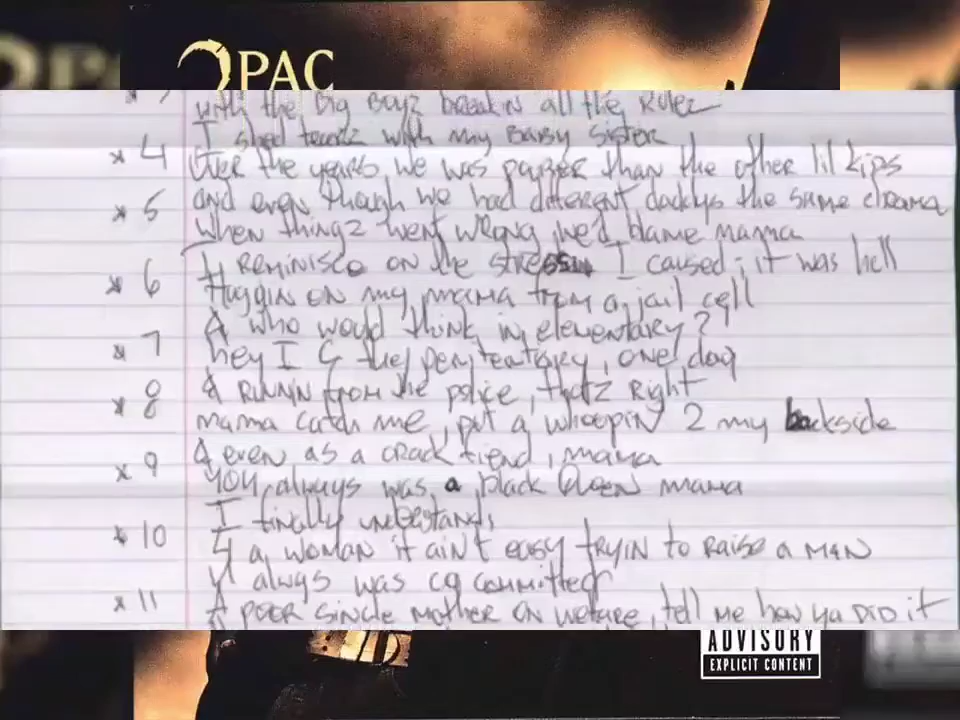 2PAC
with the Big Boyz breakin all the Rulez
I shed tearz with my Baby Sister
* 4 Over the years we was poorer than the other lil kids
* 5 and even though we had different daddys the same drama
When thingz went wrong we'd blame mama
I Reminisce on the stress I caused, it was hell
* 6 Huggin on my mama from a jail cell
& who would think in elementary?
* 7 hey I C the penitentiary, one day
& Runnin from the police, thatz Right
* 8 mama catch me, put a whoopin 2 my backside
& even as a crack fiend, mama
* 9 you always was a black Queen mama
I finally understand,
* 10 4 a woman it ain't easy tryin to raise a man
U always was committed
* 11 A poor single mother on welfare, tell me how ya DID it
ADVISORY
EXPLICIT CONTENT